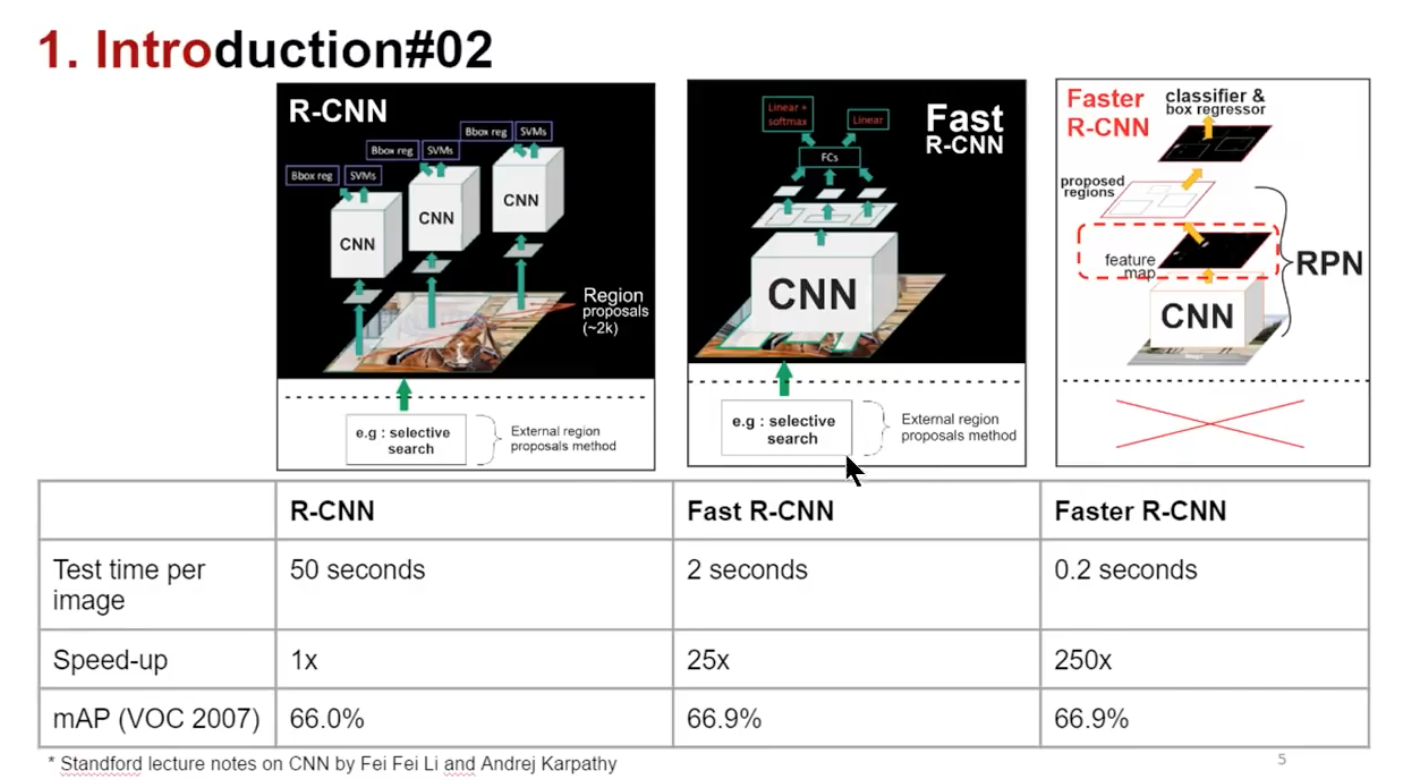 1. Introduction#02
R-CNN
Bbox reg
SVMs
Bbox reg
SVMs
Bbox reg
SVMs
CNN
CNN
CNN
Region
proposals
(~2k)
e.g : selective
search
External region
proposals method
Fast
R-CNN
Linear +
softmax
Linear
FCs
CNN
e.g : selective
search
External region
proposals method
Faster
R-CNN
classifier &
box regressor
proposed
regions
feature
map
RPN
CNN
image
R-CNN Fast R-CNN Faster R-CNN
Test time per
image
50 seconds 2 seconds 0.2 seconds
Speed-up 1x 25x 250x
mAP (VOC 2007) 66.0% 66.9% 66.9%
* Standford lecture notes on CNN by Fei Fei Li and Andrej Karpathy
5